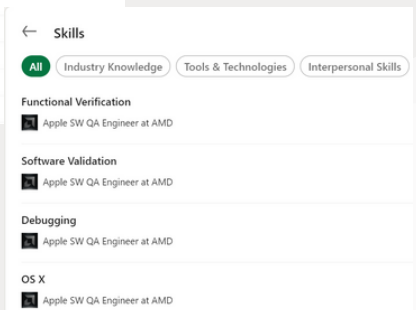 Skills
All Industry Knowledge Tools & Technologies Interpersonal Skills
Functional Verification
Apple SW QA Engineer at AMD
Software Validation
Apple SW QA Engineer at AMD
Debugging
Apple SW QA Engineer at AMD
OS X
Apple SW QA Engineer at AMD